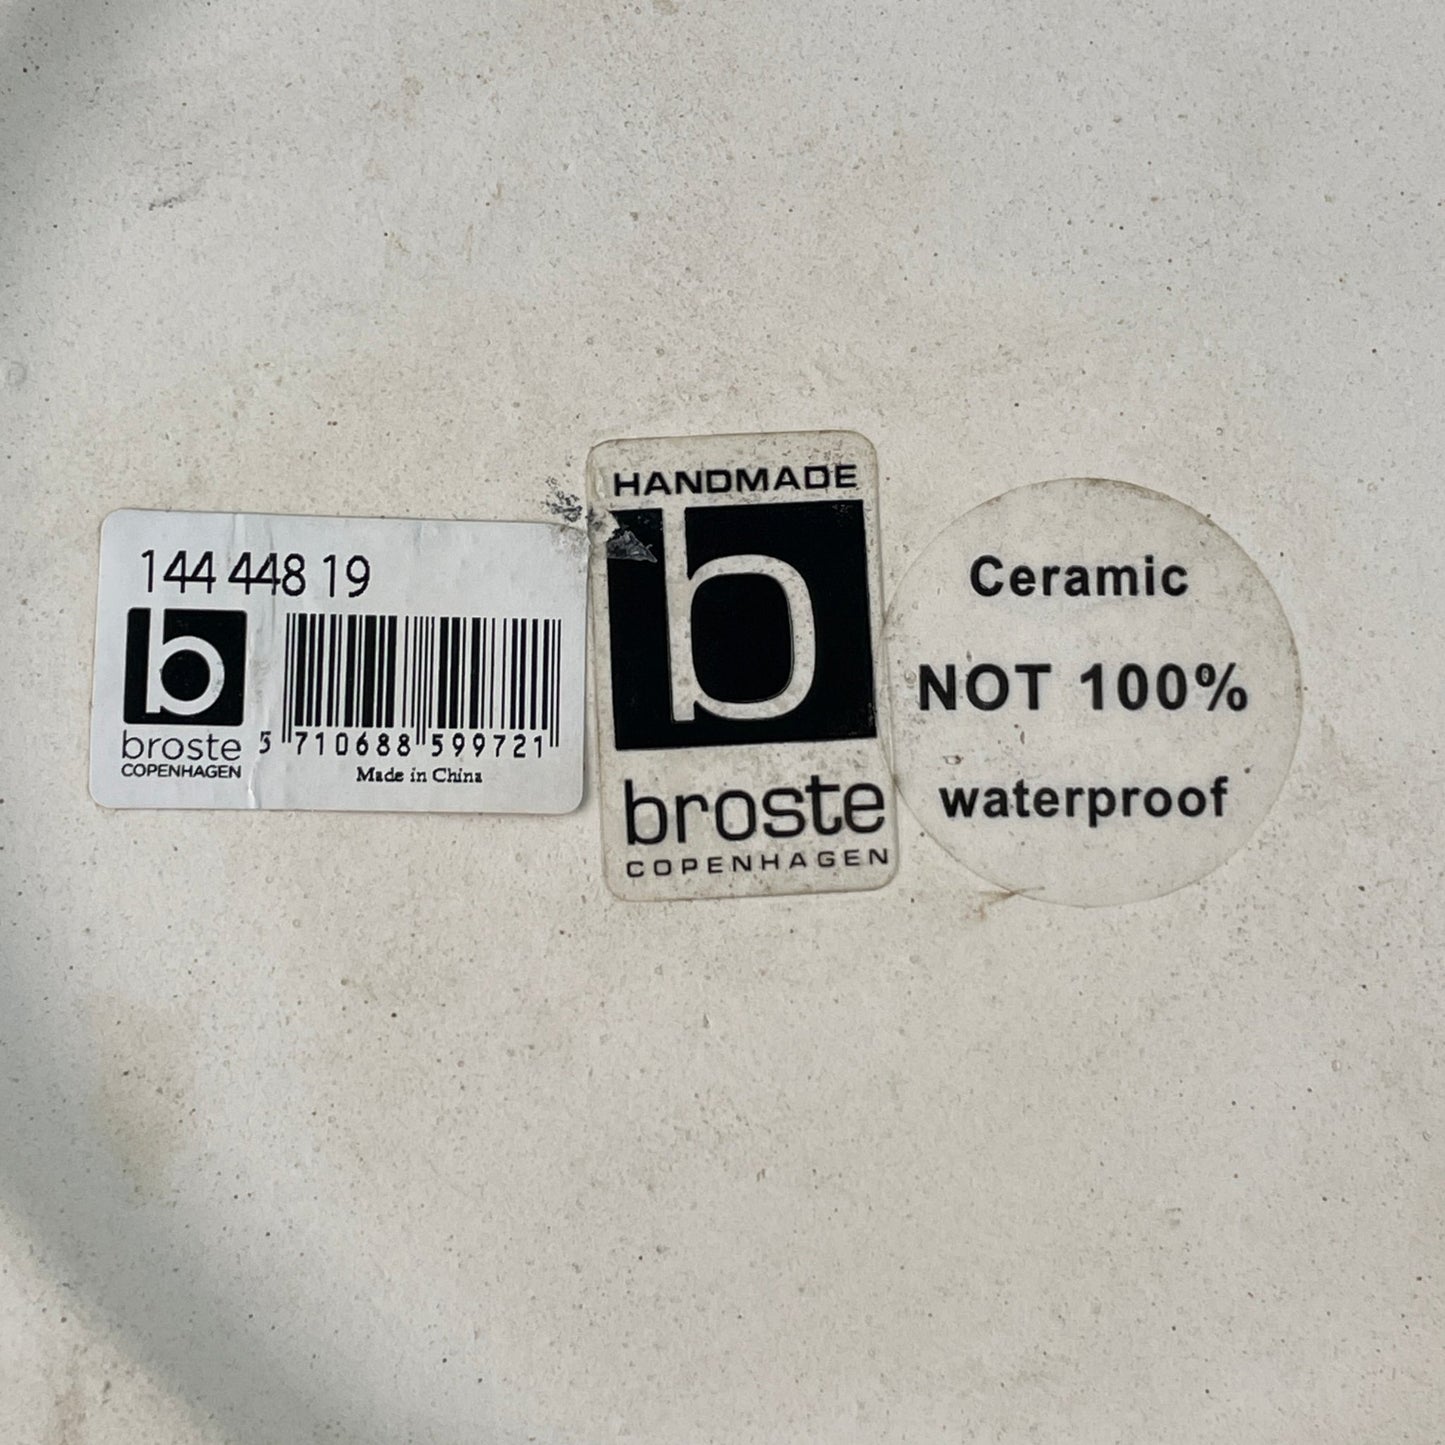 144 448 19
b
broste
COPENHAGEN
5 710688 599721
Made in China
HANDMADE
b
broste
COPENHAGEN
Ceramic
NOT 100%
waterproof